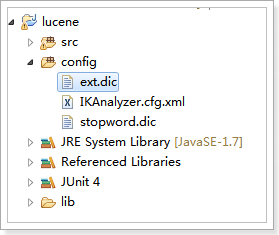 lucene
src
config
ext.dic
IKAnalyzer.cfg.xml
stopword.dic
JRE System Library [JavaSE-1.7]
Referenced Libraries
JUnit 4
lib